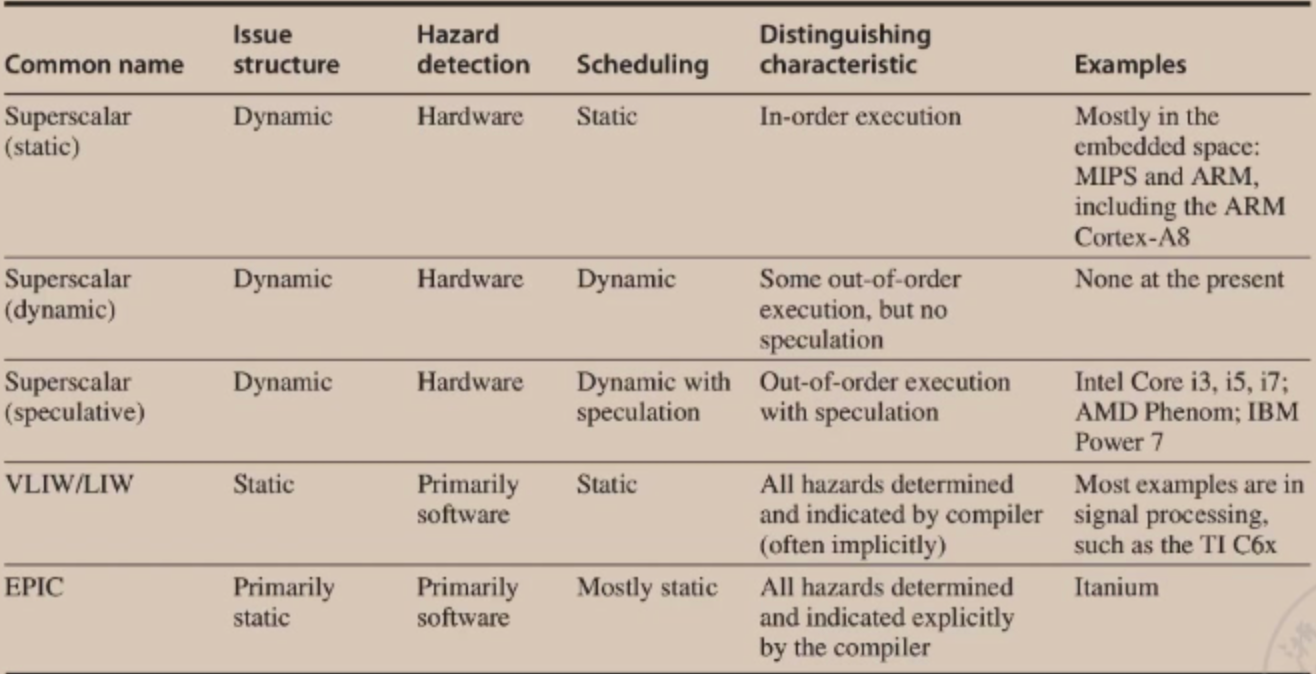 Common name Issue structure Hazard detection Scheduling Distinguishing characteristic Examples
Superscalar (static) Dynamic Hardware Static In-order execution Mostly in the embedded space: MIPS and ARM, including the ARM Cortex-A8
Superscalar (dynamic) Dynamic Hardware Dynamic Some out-of-order execution, but no speculation None at the present
Superscalar (speculative) Dynamic Hardware Dynamic with speculation Out-of-order execution with speculation Intel Core i3, i5, i7; AMD Phenom; IBM Power 7
VLIW/LIW Static Primarily software Static All hazards determined and indicated by compiler (often implicitly) Most examples are in signal processing, such as the TI C6x
EPIC Primarily static Primarily software Mostly static All hazards determined and indicated explicitly by the compiler Itanium